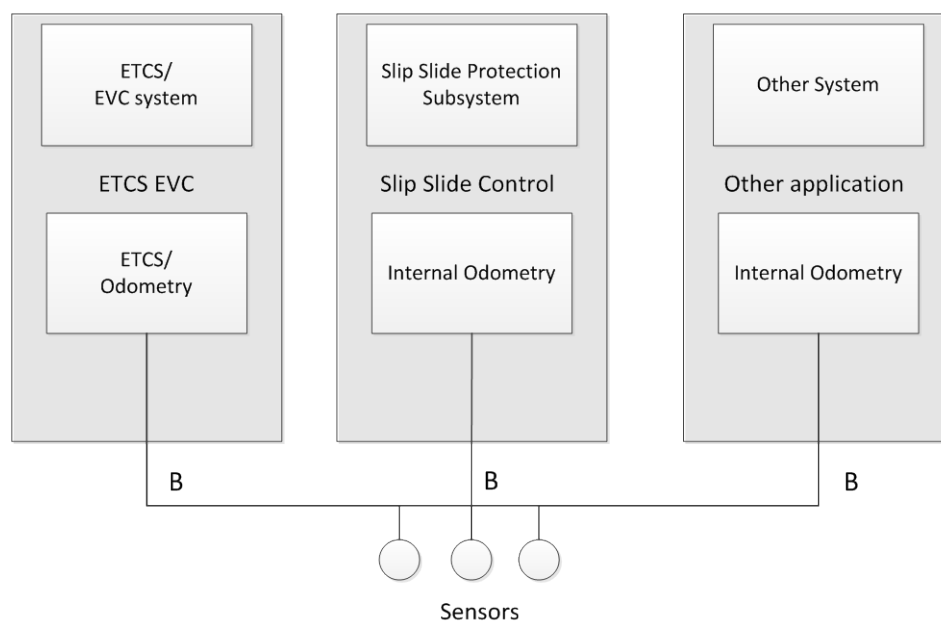 ETCS/
EVC system
Slip Slide Protection
Subsystem
Other System
ETCS EVC
Slip Slide Control
Other application
ETCS/
Odometry
Internal Odometry
Internal Odometry
B
B
B
Sensors